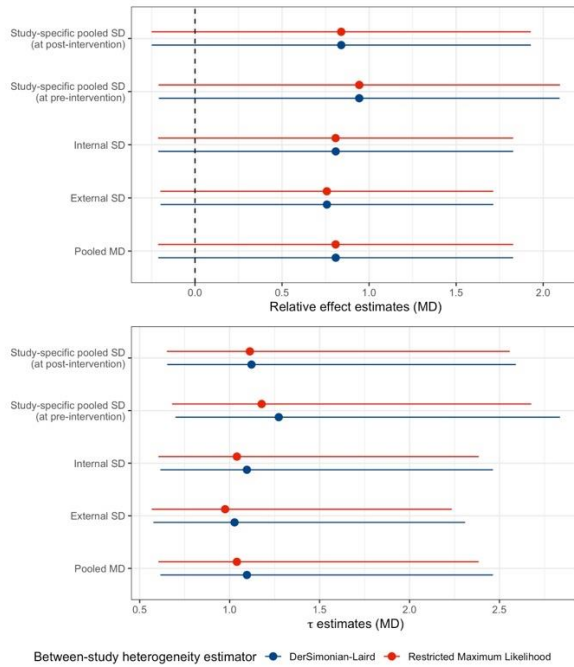 Study-specific pooled SD
(at post-intervention)
Study-specific pooled SD
(at pre-intervention)
Internal SD
External SD
Pooled MD
0.0 0.5 1.0 1.5 2.0
Relative effect estimates (MD)
Study-specific pooled SD
(at post-intervention)
Study-specific pooled SD
(at pre-intervention)
Internal SD
External SD
Pooled MD
0.5 1.0 1.5 2.0 2.5
τ estimates (MD)
Between-study heterogeneity estimator DerSimonian-Laird Restricted Maximum Likelihood